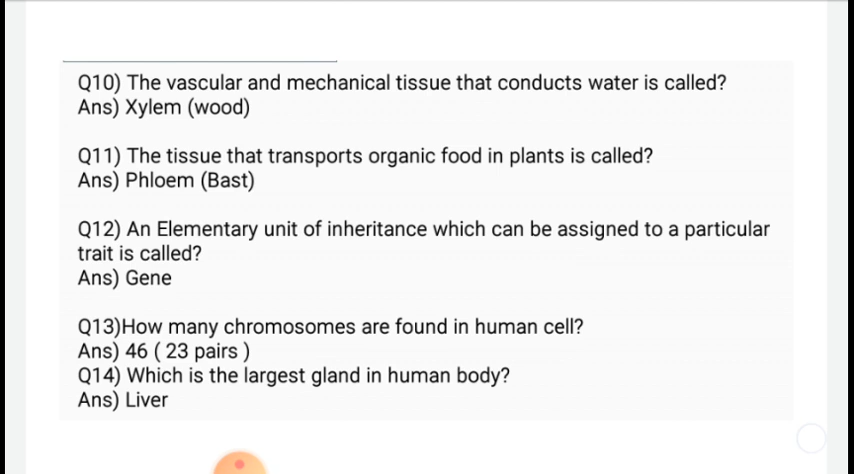 Q10) The vascular and mechanical tissue that conducts water is called?
Ans) Xylem (wood)
Q11) The tissue that transports organic food in plants is called?
Ans) Phloem (Bast)
Q12) An Elementary unit of inheritance which can be assigned to a particular
trait is called?
Ans) Gene
Q13)How many chromosomes are found in human cell?
Ans) 46 ( 23 pairs )
Q14) Which is the largest gland in human body?
Ans) Liver